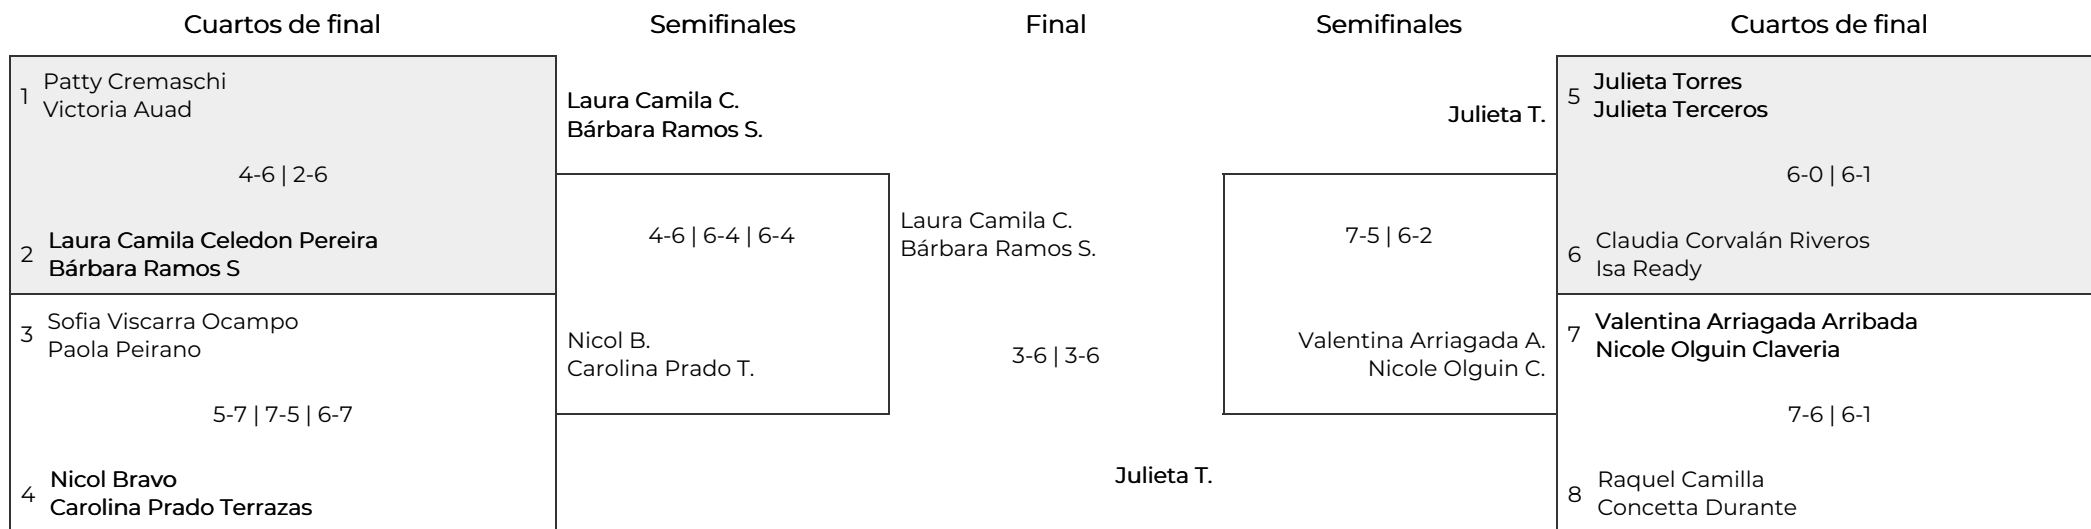 Cuartos de final
Semifinales
Final
Semifinales
Cuartos de final
1
Patty Cremaschi
Victoria Auad
4-6 | 2-6
2
Laura Camila Celedon Pereira
Bárbara Ramos S
3
Sofia Viscarra Ocampo
Paola Peirano
5-7 | 7-5 | 6-7
4
Nicol Bravo
Carolina Prado Terrazas
Laura Camila C.
Bárbara Ramos S.
4-6 | 6-4 | 6-4
Nicol B.
Carolina Prado T.
Laura Camila C.
Bárbara Ramos S.
3-6 | 3-6
Julieta T.
Julieta T.
7-5 | 6-2
Valentina Arriagada A.
Nicole Olguin C.
5
Julieta Torres
Julieta Terceros
6-0 | 6-1
6
Claudia Corvalán Riveros
Isa Ready
7
Valentina Arriagada Arribada
Nicole Olguin Claveria
7-6 | 6-1
8
Raquel Camilla
Concetta Durante